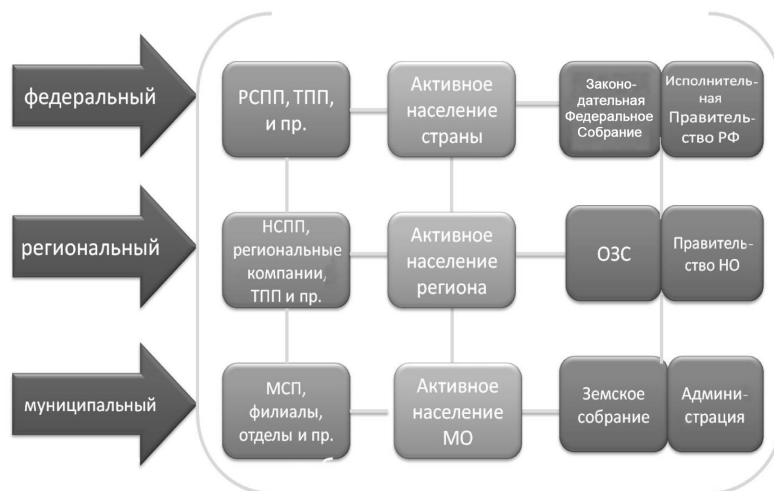 федеральный
РСПП, ТПП,
и пр.
Активное
население
страны
Законо-
дательная
Федеральное
Собрание
Исполнитель-
ная
Правитель-
ство РФ
региональный
НСПП,
региональные
компании,
ТПП и пр.
Активное
население
региона
ОЗС
Правитель-
ство НО
муниципальный
МСП,
филиалы,
отделы и пр.
Активное
население
МО
Земское
собрание
Админи-
страция